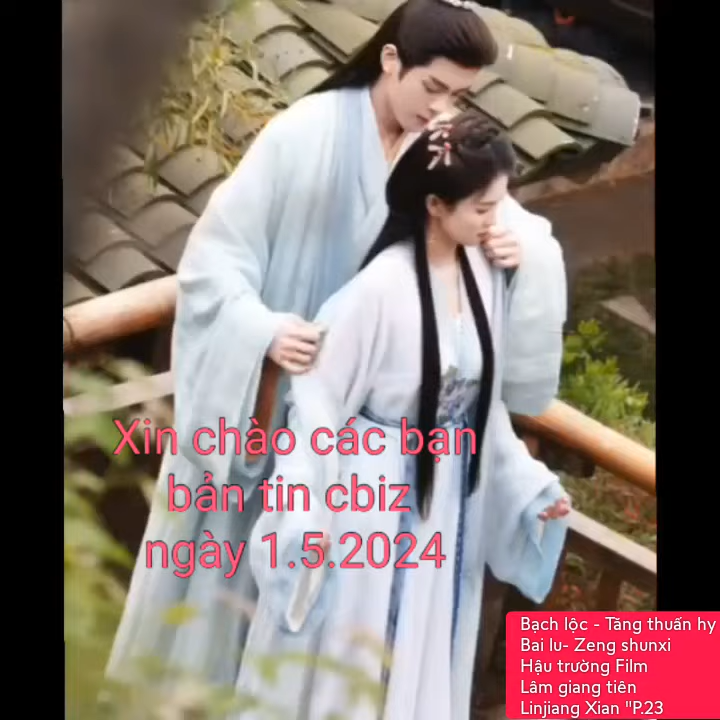 Xin chào các bạn
bản tin cbiz
ngày 1.5.2024
Bạch lộc - Tăng thuấn hy
Bai lu- Zeng shunxi
Hậu trường Film
Lâm giang tiên
Linjiang Xian "P.23